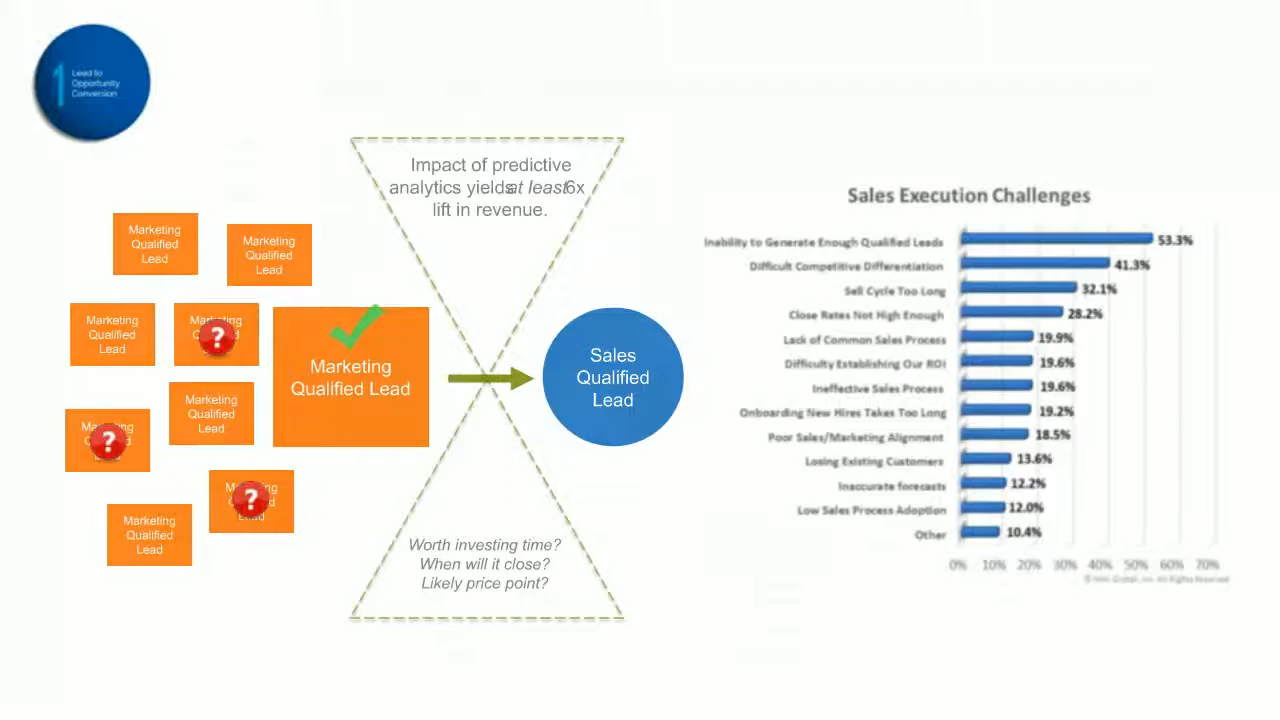 1
Lead to
Opportunity
Conversion
Impact of predictive
analytics yields at least 6x
lift in revenue.
Marketing
Qualified
Lead
Marketing
Qualified
Lead
Marketing
Qualified
Lead
?
Marketing
Qualified Lead
Sales
Qualified
Lead
?
Marketing
Qualified
Lead
?
Marketing
Qualified
Lead
Worth investing time?
When will it close?
Likely price point?
Sales Execution Challenges
Inability to Generate Enough Qualified Leads 53.3%
Difficult Competitive Differentiation 41.3%
Sell Cycle Too Long 32.1%
Close Rates Not High Enough 28.2%
Lack of Common Sales Process 19.9%
Difficulty Establishing Our ROI 19.6%
Ineffective Sales Process 19.6%
Onboarding New Hires Takes Too Long 19.2%
Poor Sales/Marketing Alignment 18.5%
Losing Existing Customers 13.6%
Inaccurate forecasts 12.2%
Low Sales Process Adoption 12.0%
Other 10.4%
0% 10% 20% 30% 40% 50% 60% 70%
All Rights Reserved